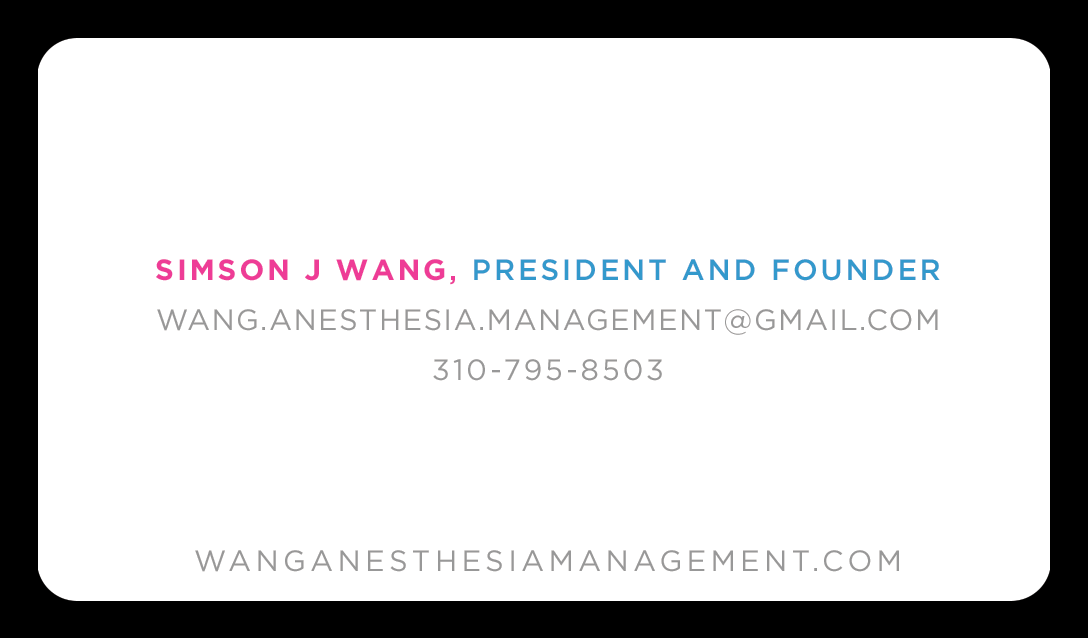 SIMSON J WANG, PRESIDENT AND FOUNDER
WANG.ANESTHESIA.MANAGEMENT@GMAIL.COM
310-795-8503
WANGANESTHESIAMANAGEMENT.COM